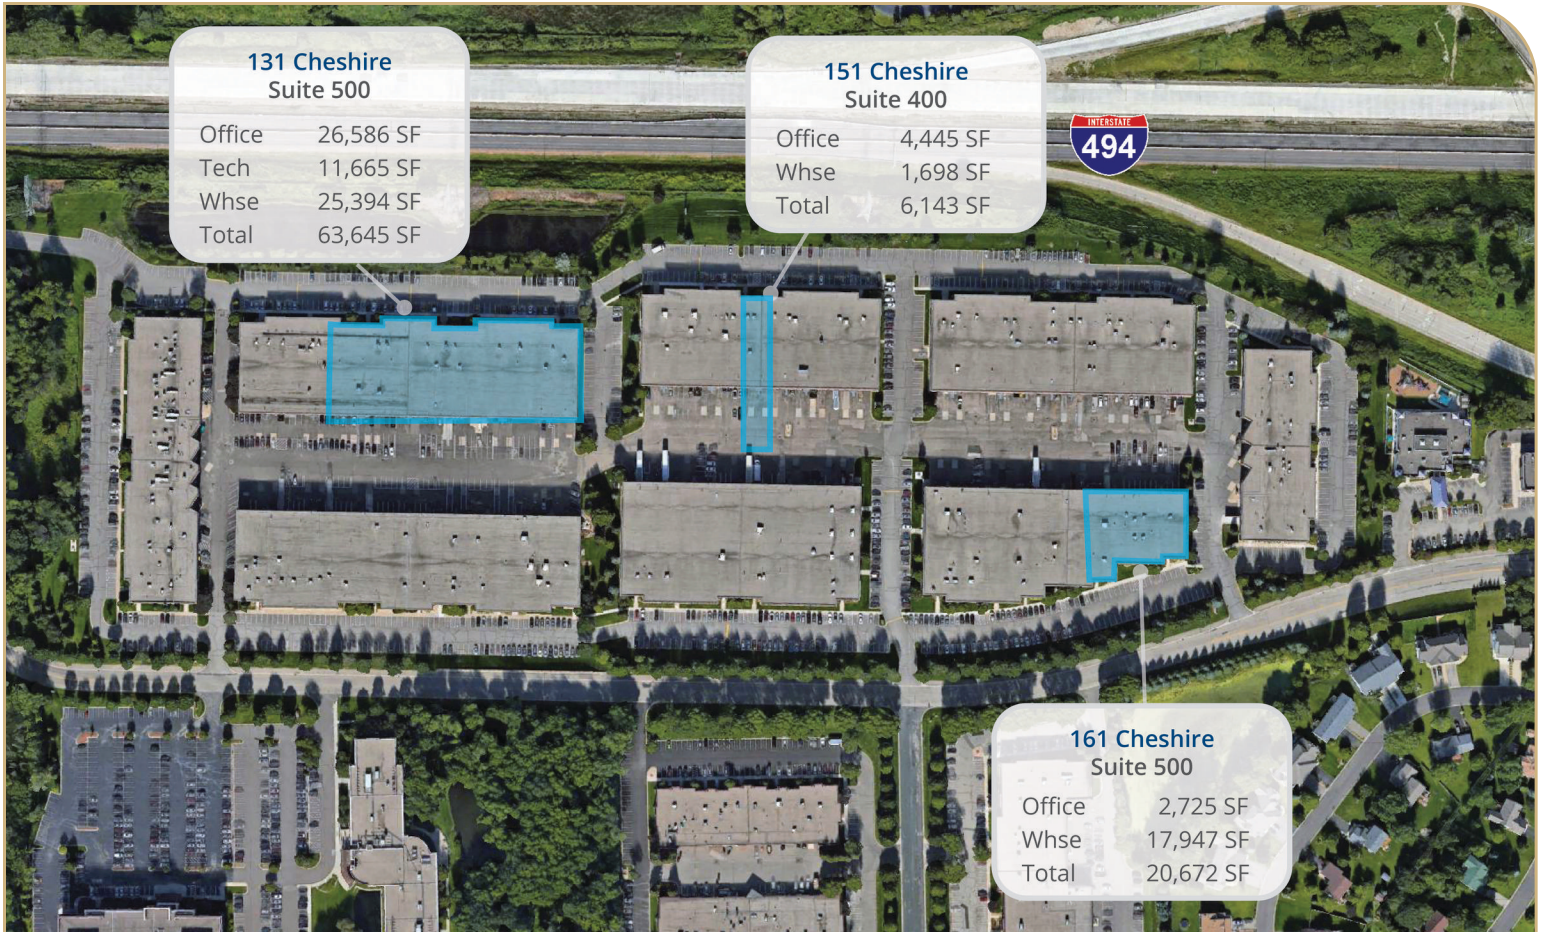 131 Cheshire
Suite 500
Office 26,586 SF
Tech 11,665 SF
Whse 25,394 SF
Total 63,645 SF
151 Cheshire
Suite 400
Office 4,445 SF
Whse 1,698 SF
Total 6,143 SF
INTERSTATE
494
161 Cheshire
Suite 500
Office 2,725 SF
Whse 17,947 SF
Total 20,672 SF